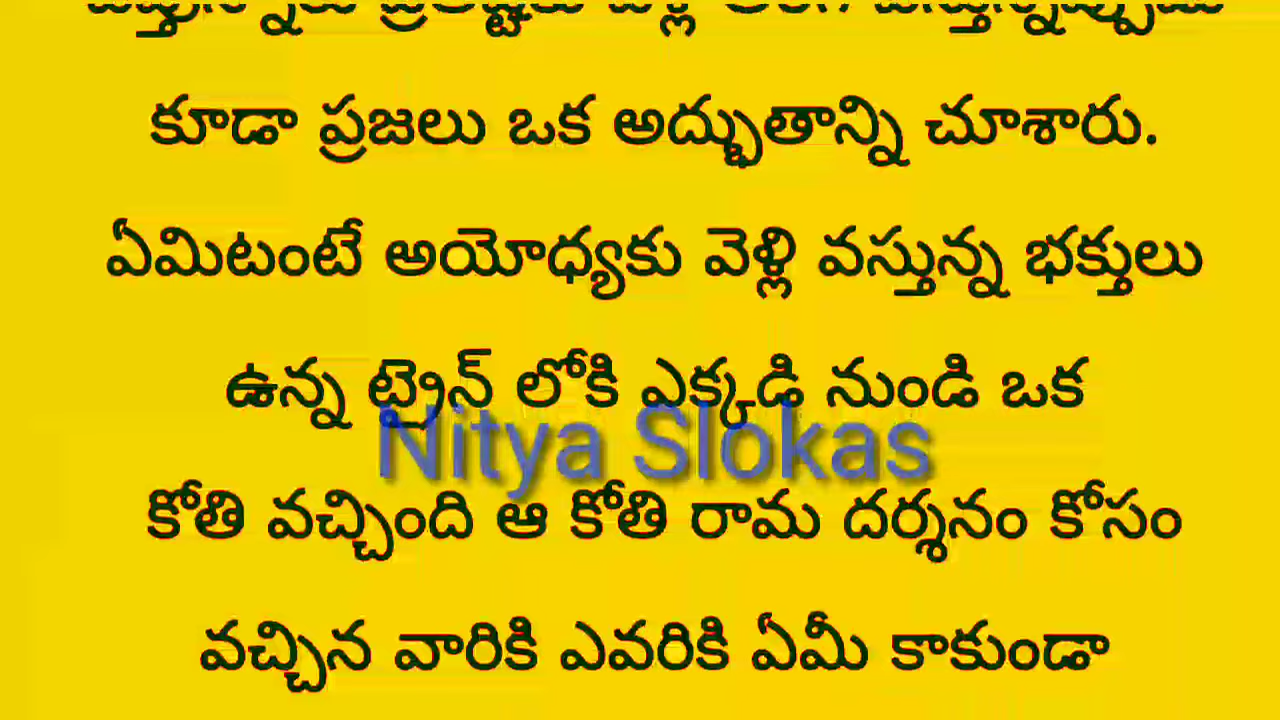 కూడా ప్రజలు ఒక అద్భుతాన్ని చూశారు.
ఏమిటంటే అయోధ్యకు వెళ్లి వస్తున్న భక్తులు
ఉన్న ట్రైన్ లోకి ఎక్కడి నుండి ఒక
Nitya Slokas
కోతి వచ్చింది ఆ కోతి రామ దర్శనం కోసం
వచ్చిన వారికి ఎవరికి ఏమీ కాకుండా